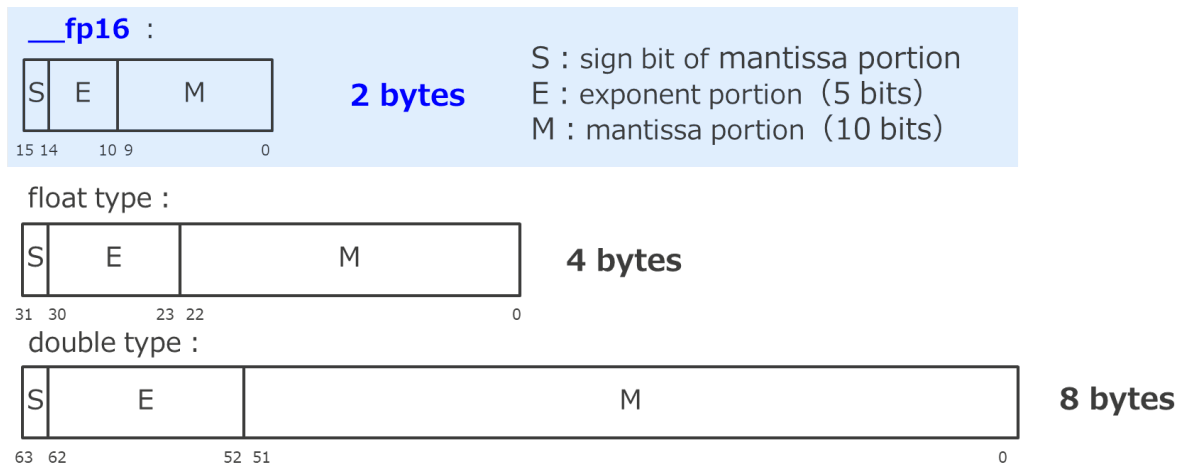 __fp16 :
S E M
2 bytes
15 14 10 9 0
S : sign bit of mantissa portion
E : exponent portion（5 bits）
M : mantissa portion（10 bits）
float type :
S E M
4 bytes
31 30 23 22 0
double type :
S E M
8 bytes
63 62 52 51 0